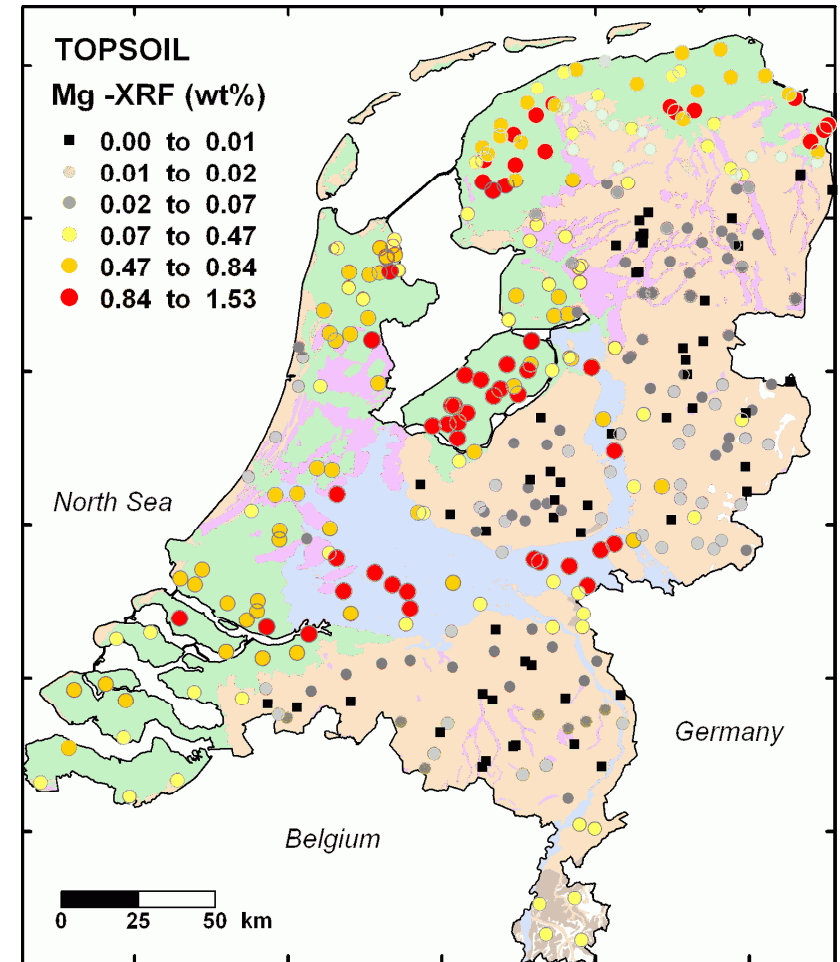 TOPSOIL
Mg -XRF (wt%)
0.00 to 0.01
0.01 to 0.02
0.02 to 0.07
0.07 to 0.47
0.47 to 0.84
0.84 to 1.53
North Sea
Germany
Belgium
0 25 50 km